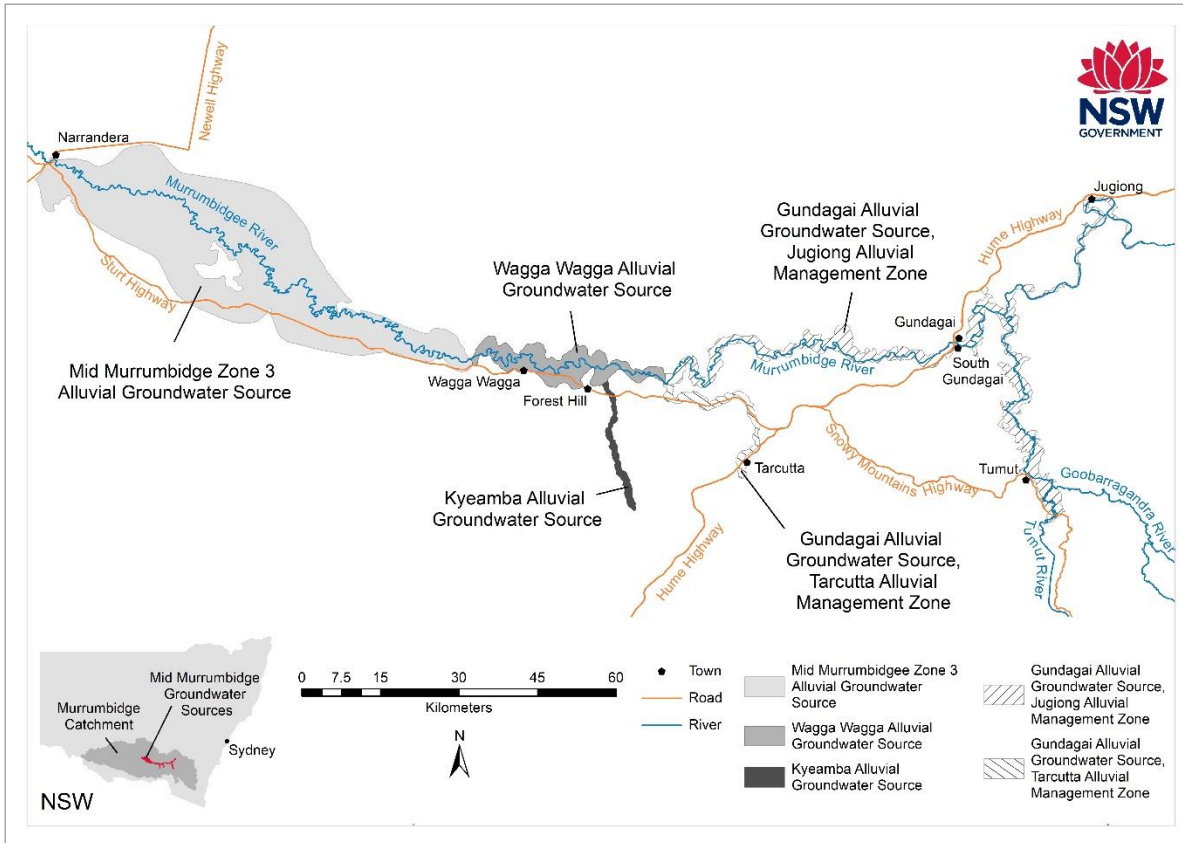 NSW
GOVERNMENT
Newell Highway
Narrandera
Murrumbidgee River
Sturt Highway
Mid Murrumbidge Zone 3
Alluvial Groundwater Source
Wagga Wagga Alluvial
Groundwater Source
Wagga Wagga
Forest Hill
Kyeamba Alluvial
Groundwater Source
Gundagai Alluvial
Groundwater Source,
Jugiong Alluvial
Management Zone
Jugiong
Hume Highway
Gundagai
South
Gundagai
Murrumbidge River
Tarcutta
Snowy Mountains Highway
Tumut
Goobarragandra River
Tumut River
Hume Highway
Gundagai Alluvial
Groundwater Source,
Tarcutta Alluvial
Management Zone
Mid Murrumbidge
Groundwater
Sources
Murrumbidge
Catchment
Sydney
NSW
0 7.5 15 30 45 60
Kilometers
N
Town
Road
River
Mid Murrumbidgee Zone 3
Alluvial Groundwater
Source
Wagga Wagga Alluvial
Groundwater Source
Kyeamba Alluvial
Groundwater Source
Gundagai Alluvial
Groundwater Source,
Jugiong Alluvial
Management Zone
Gundagai Alluvial
Groundwater Source,
Tarcutta Alluvial
Management Zone